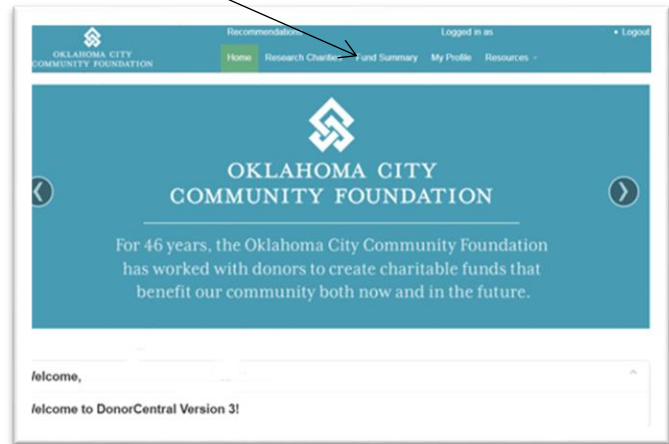 Recommendations Logged in as • Logout
OKLAHOMA CITY
COMMUNITY FOUNDATION
Home Research Charities Fund Summary My Profile Resources
OKLAHOMA CITY
COMMUNITY FOUNDATION
For 46 years, the Oklahoma City Community Foundation
has worked with donors to create charitable funds that
benefit our community both now and in the future.
elcome,
elcome to DonorCentral Version 3!